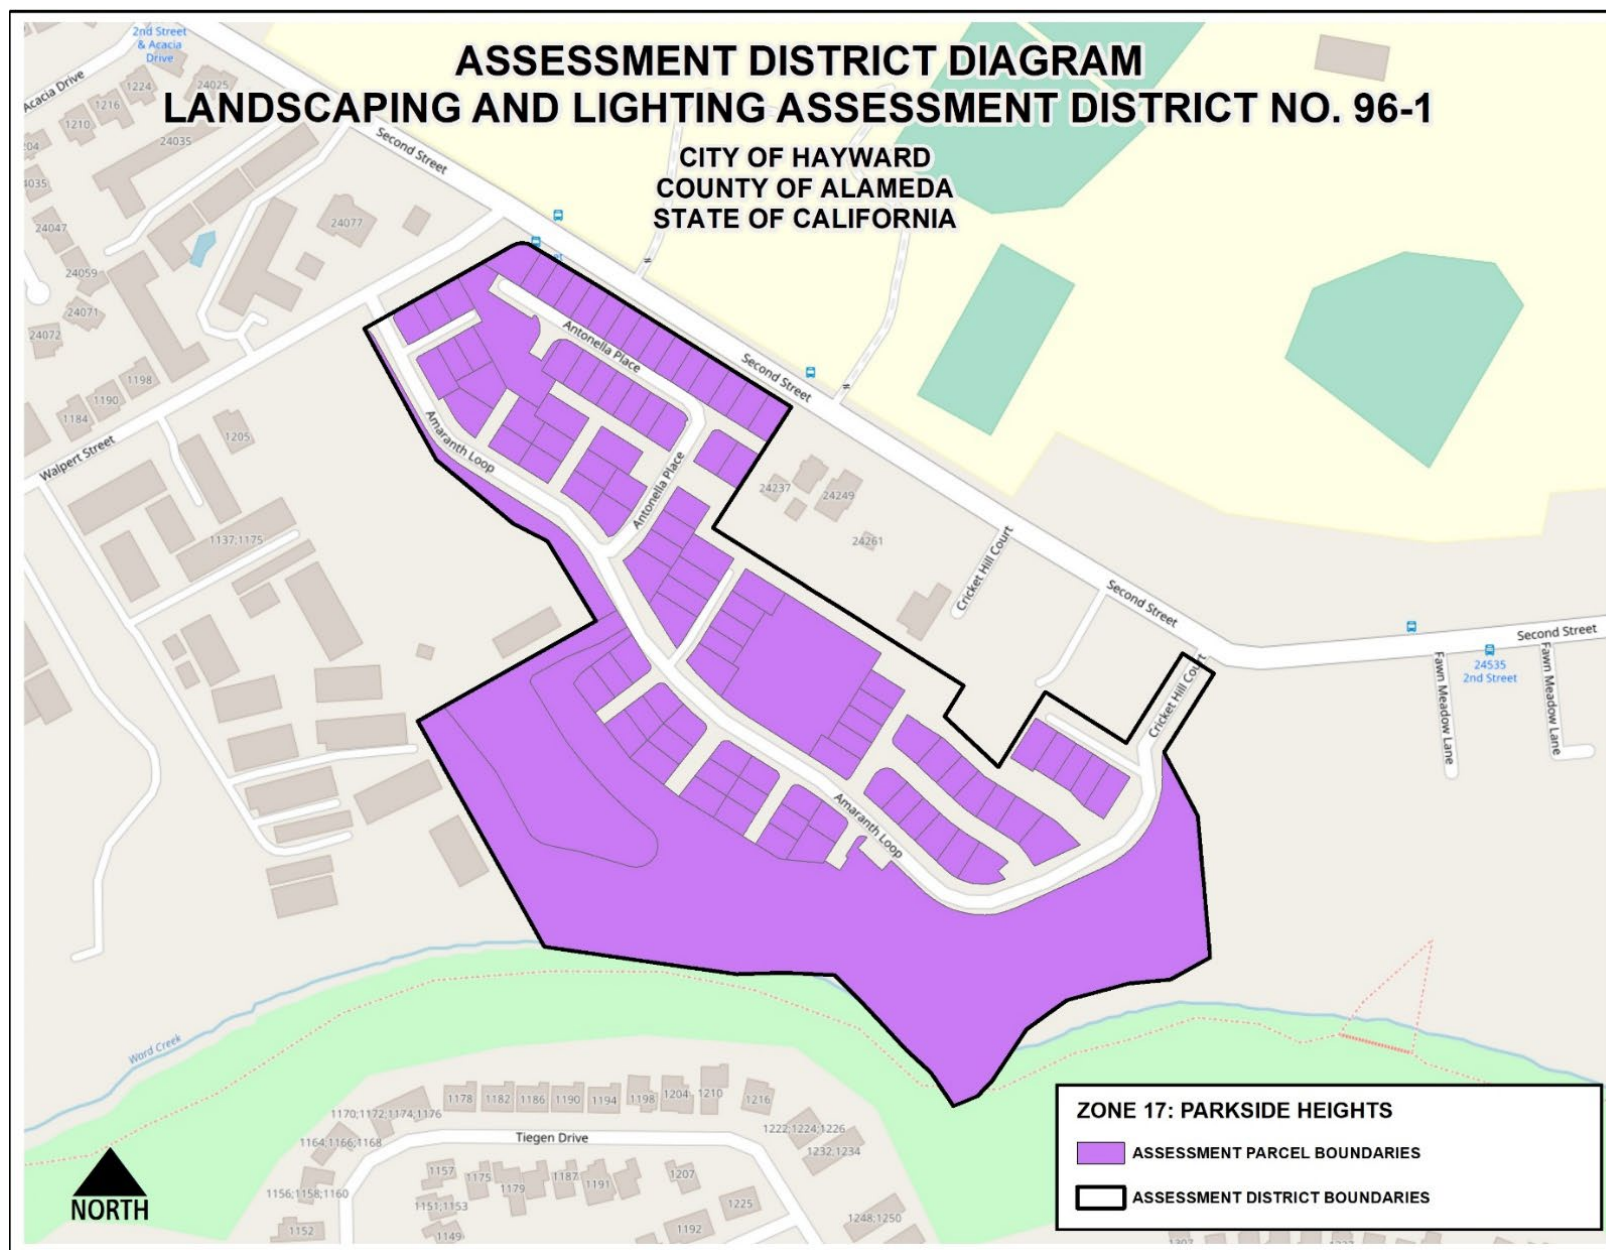 ASSESSMENT DISTRICT DIAGRAM
LANDSCAPING AND LIGHTING ASSESSMENT DISTRICT NO. 96-1
CITY OF HAYWARD
COUNTY OF ALAMEDA
STATE OF CALIFORNIA
2nd Street
& Acacia
Drive
Acacia Drive
1224
24025
1216
1210
24035
Second Street
24047
24077
24059
24071
24072
1198
1190
1184
1205
Walpert Street
1137;1175
Antonella Place
Second Street
Amaranth Loop
Antonella Place
24237
24249
24261
Cricket Hill Court
Second Street
Second Street
24535
2nd Street
Fawn Meadow Lane
Fawn Meadow Lane
Cricket Hill Court
Amaranth Loop
Ward Creek
1178
1182
1186
1190
1194
1198
1204
1210
1216
1170;1172;1174;1176
1164;1166;1168
1222;1224;1226
1232;1234
Tiegen Drive
1157
1175
1179
1187
1191
1207
1156;1158;1160
1151;1153
1225
1152
1149
1192
1248;1250
NORTH
ZONE 17: PARKSIDE HEIGHTS
ASSESSMENT PARCEL BOUNDARIES
ASSESSMENT DISTRICT BOUNDARIES